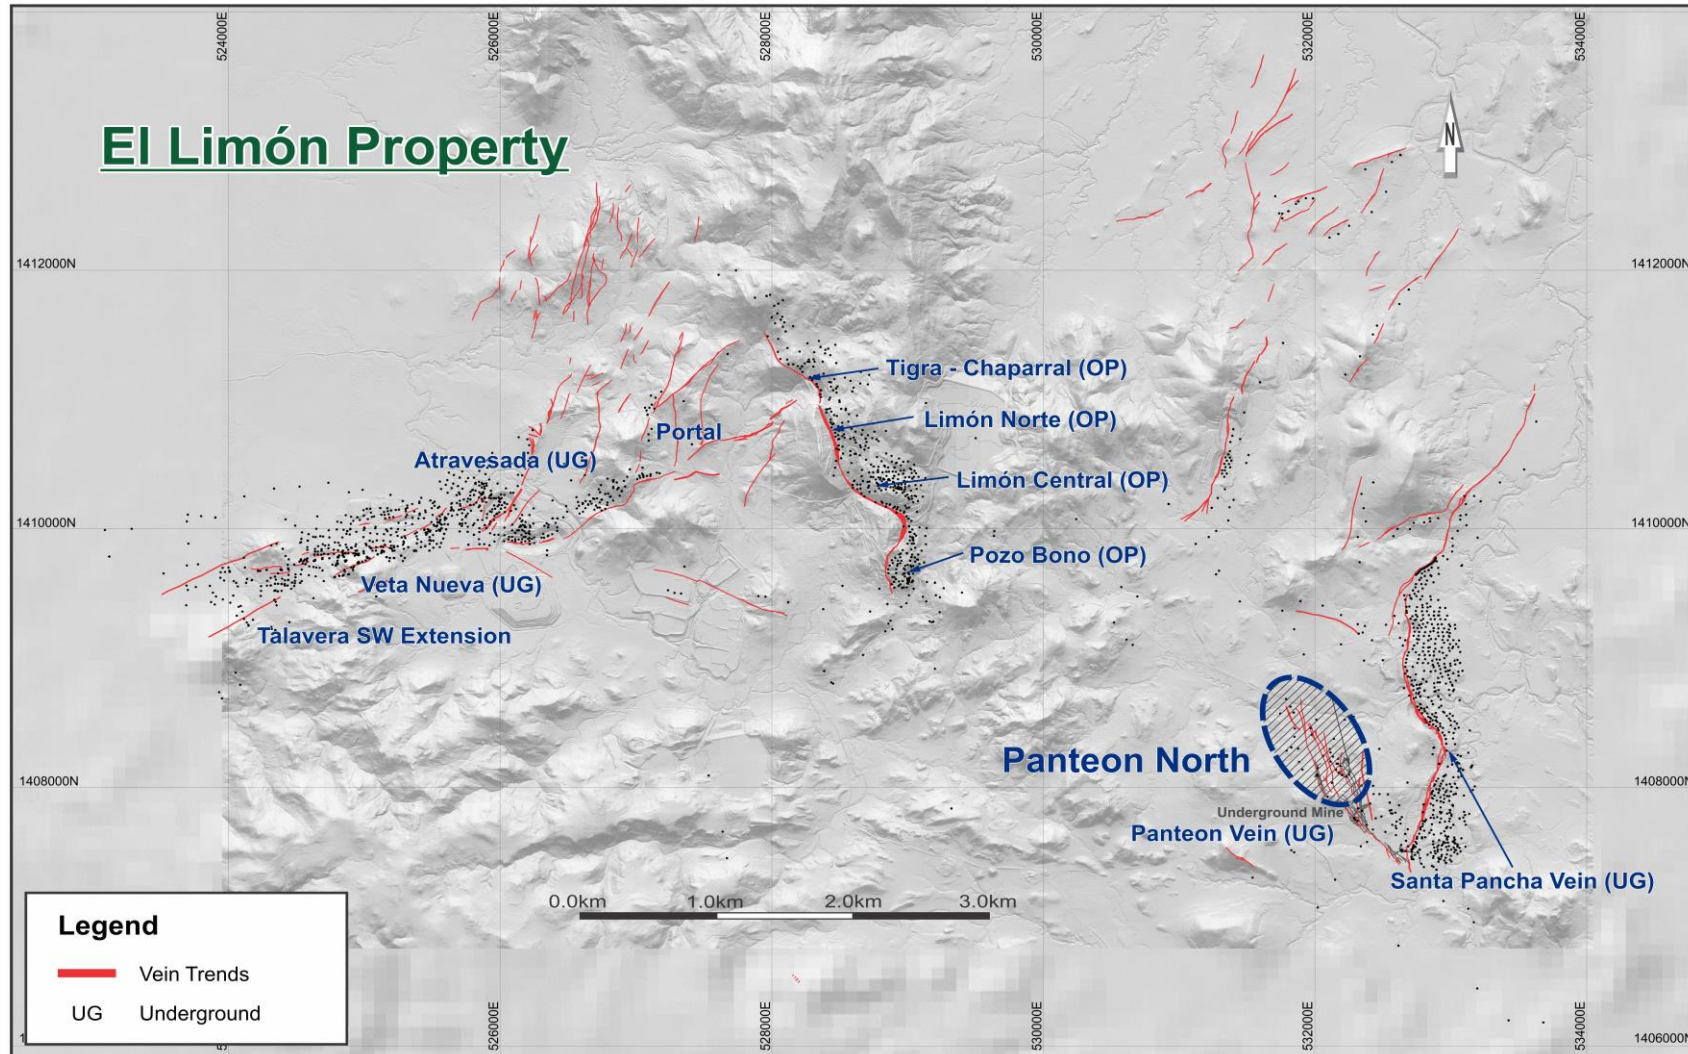 524000E
526000E
528000E
530000E
532000E
534000E
El Limón Property
N
1412000N
1412000N
Tigra - Chaparral (OP)
Limón Norte (OP)
Portal
Atravesada (UG)
Limón Central (OP)
1410000N
1410000N
Pozo Bono (OP)
Veta Nueva (UG)
Talavera SW Extension
Panteon North
1408000N
1408000N
Underground Mine
Panteon Vein (UG)
Santa Pancha Vein (UG)
0.0km 1.0km 2.0km 3.0km
Legend
Vein Trends
UG Underground
526000E
528000E
530000E
532000E
534000E
1406000N